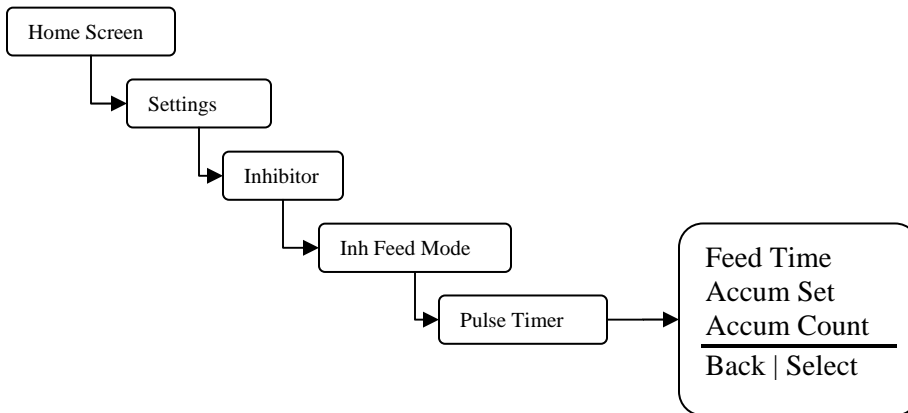 Home Screen
Settings
Inhibitor
Inh Feed Mode
Pulse Timer
Feed Time
Accum Set
Accum Count
Back | Select